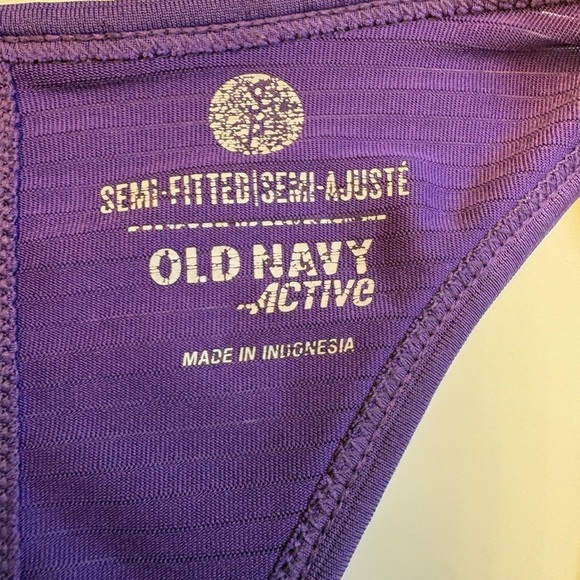 SEMI-FITTED|SEMI-AJUSTÉ
OLD NAVY
ACTIVE
MADE IN INDONESIA